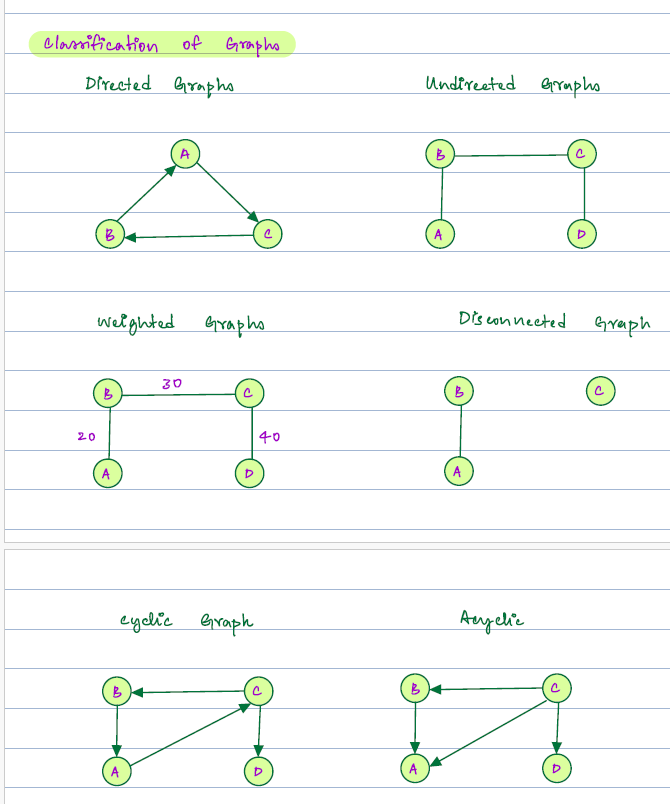 Classification of Graphs
Directed Graphs
A
B
C
Undirected Graphs
B
C
A
D
Weighted Graphs
B
30
C
20
40
A
D
Disconnected Graph
B
C
A
Cyclic Graph
B
C
A
D
Acyclic
B
C
A
D